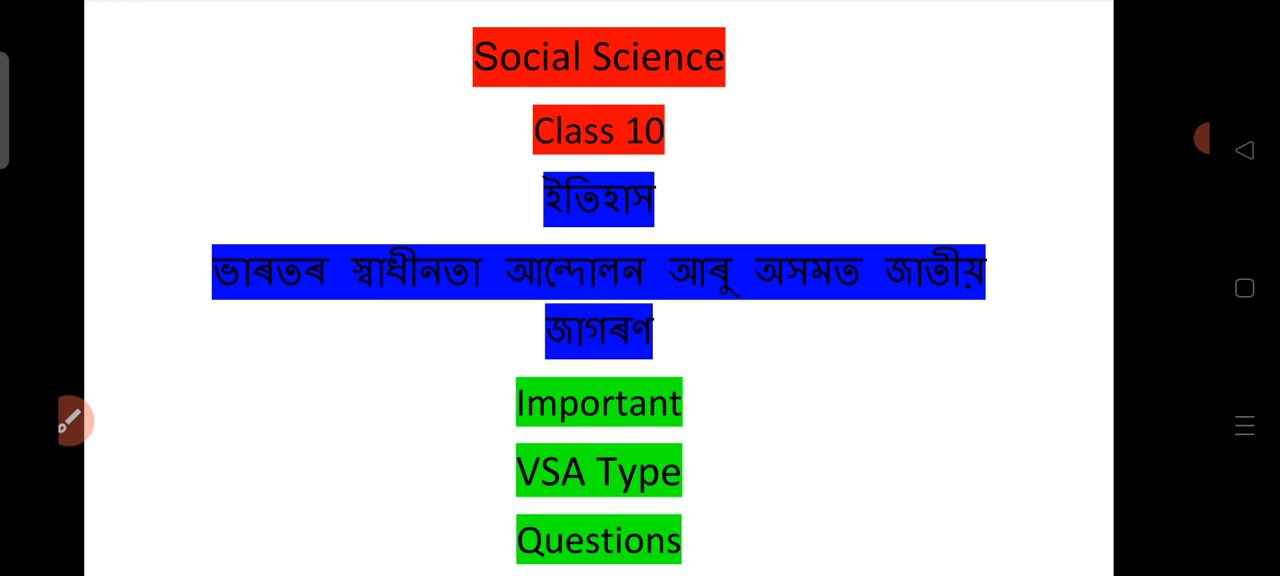 Social Science
Class 10
ইতিহাস
ভাৰতৰ স্বাধীনতা আন্দোলন আৰু অসমত জাতীয়
জাগৰণ
Important
VSA Type
Questions